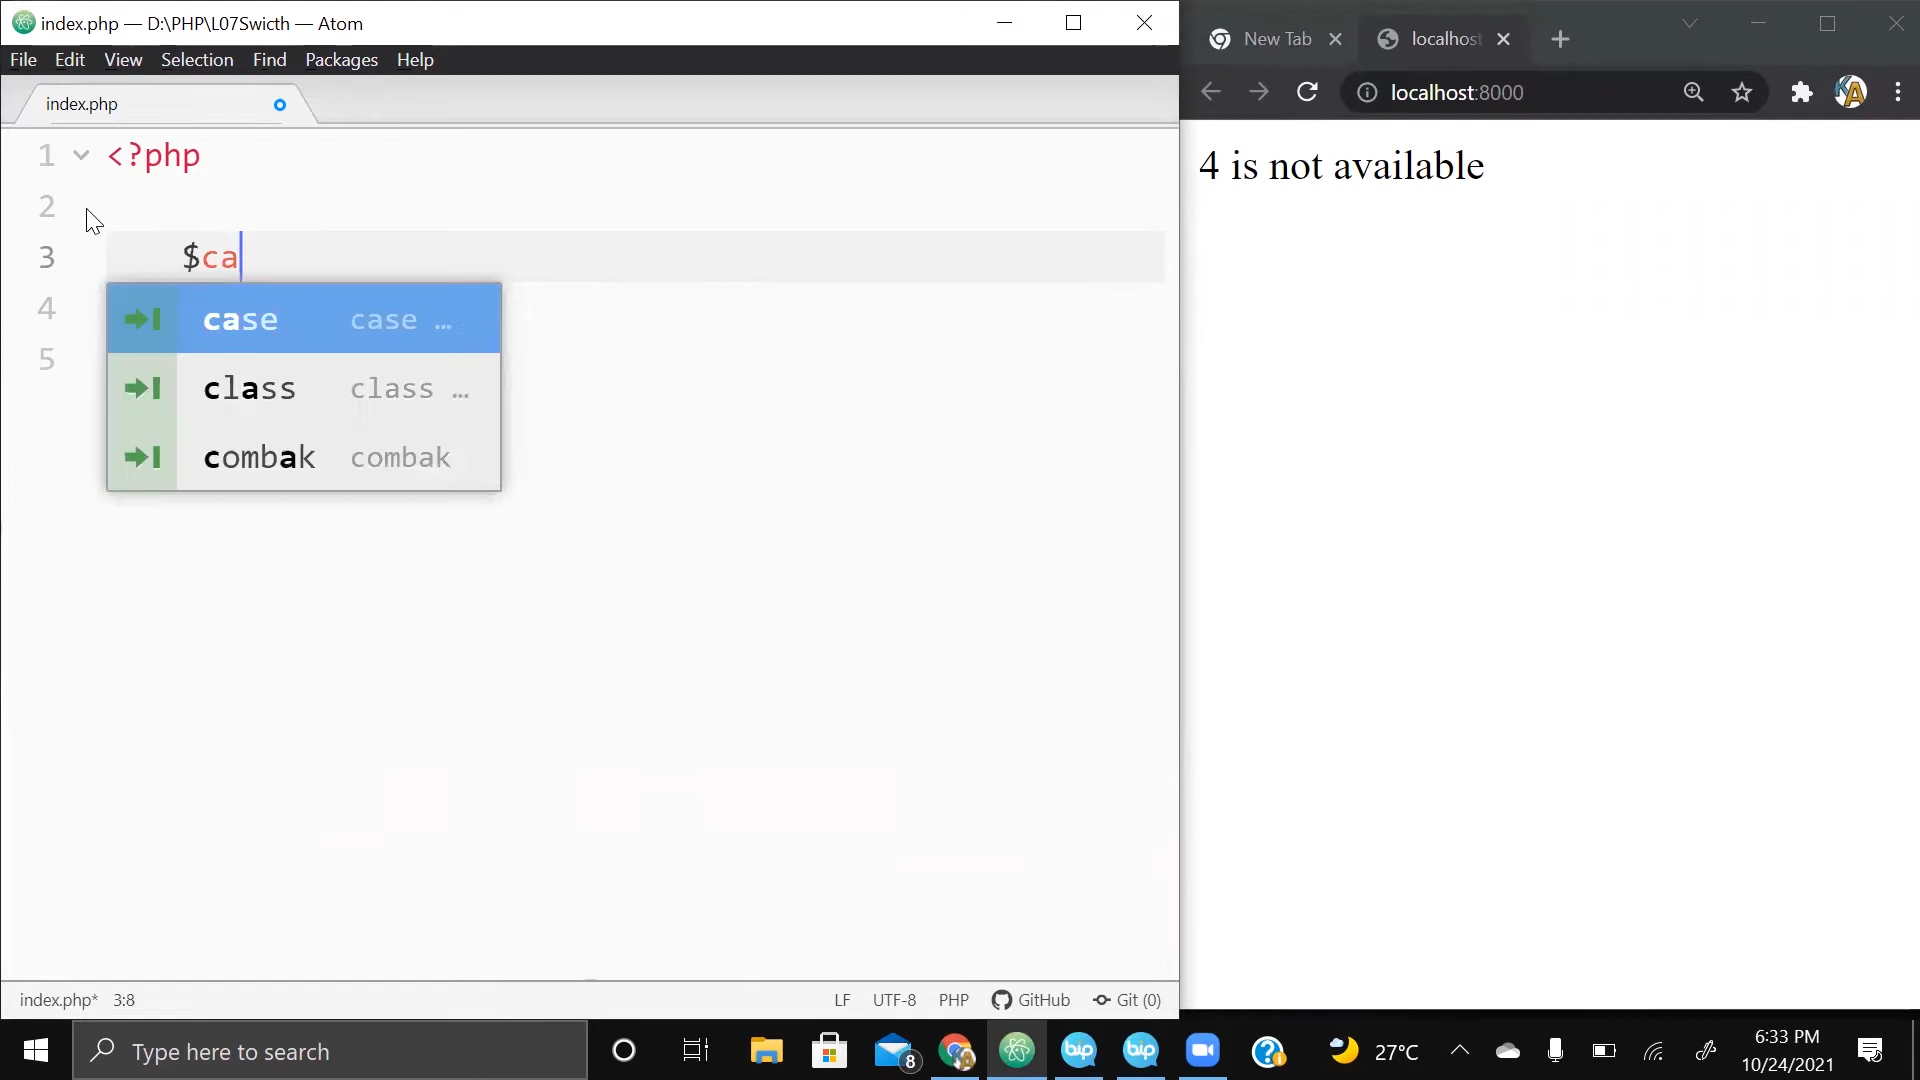 index.php — D:\PHP\L07Swicth — Atom
File Edit View Selection Find Packages Help
index.php
1 <?php
2
3 $ca
4
5
case case …
class class …
combak combak
index.php* 3:8 LF UTF-8 PHP GitHub Git (0)
New Tab localhost
localhost:8000
4 is not available
Type here to search
8
bip
bip
27°C
6:33 PM
10/24/2021